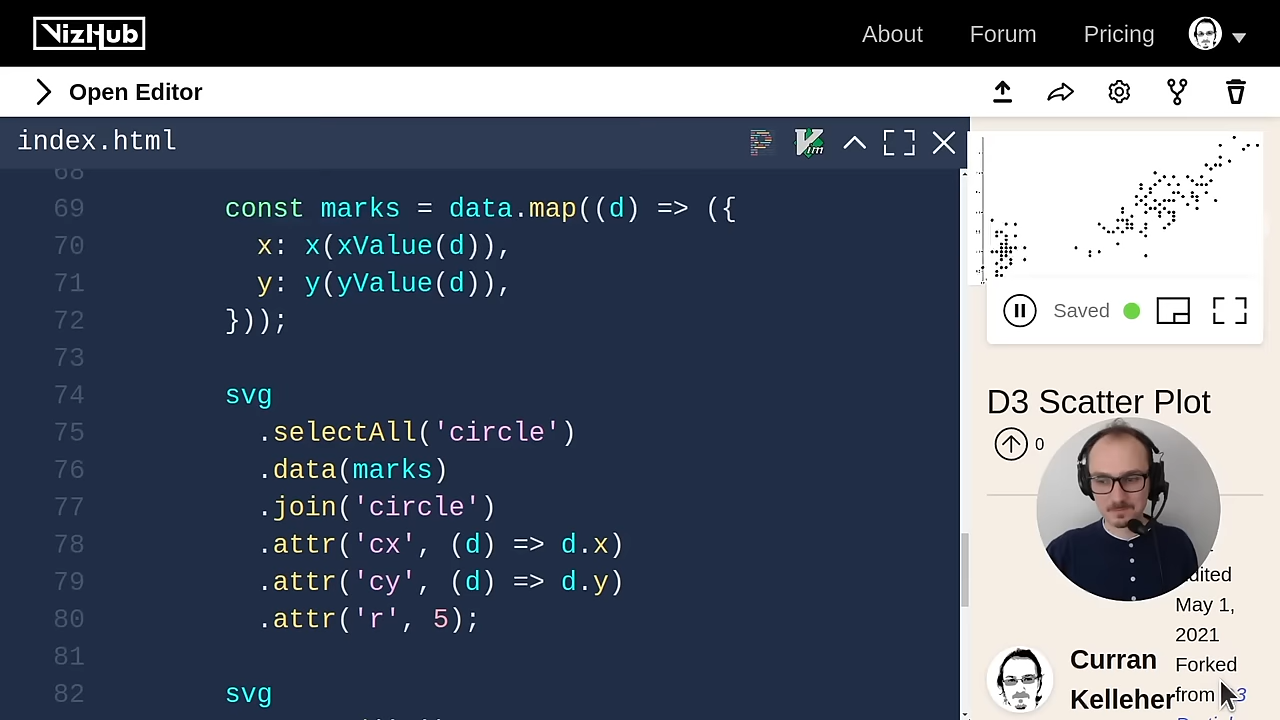 VizHub
About Forum Pricing
Open Editor
index.html
Vim
68
69 const marks = data.map((d) => ({
70 x: x(xValue(d)),
71 y: y(yValue(d)),
72 }));
73
74 svg
75 .selectAll('circle')
76 .data(marks)
77 .join('circle')
78 .attr('cx', (d) => d.x)
79 .attr('cy', (d) => d.y)
80 .attr('r', 5);
81
82 svg
Saved
D3 Scatter Plot
0
May 1,
2021
Forked
from
Curran
Kelleher